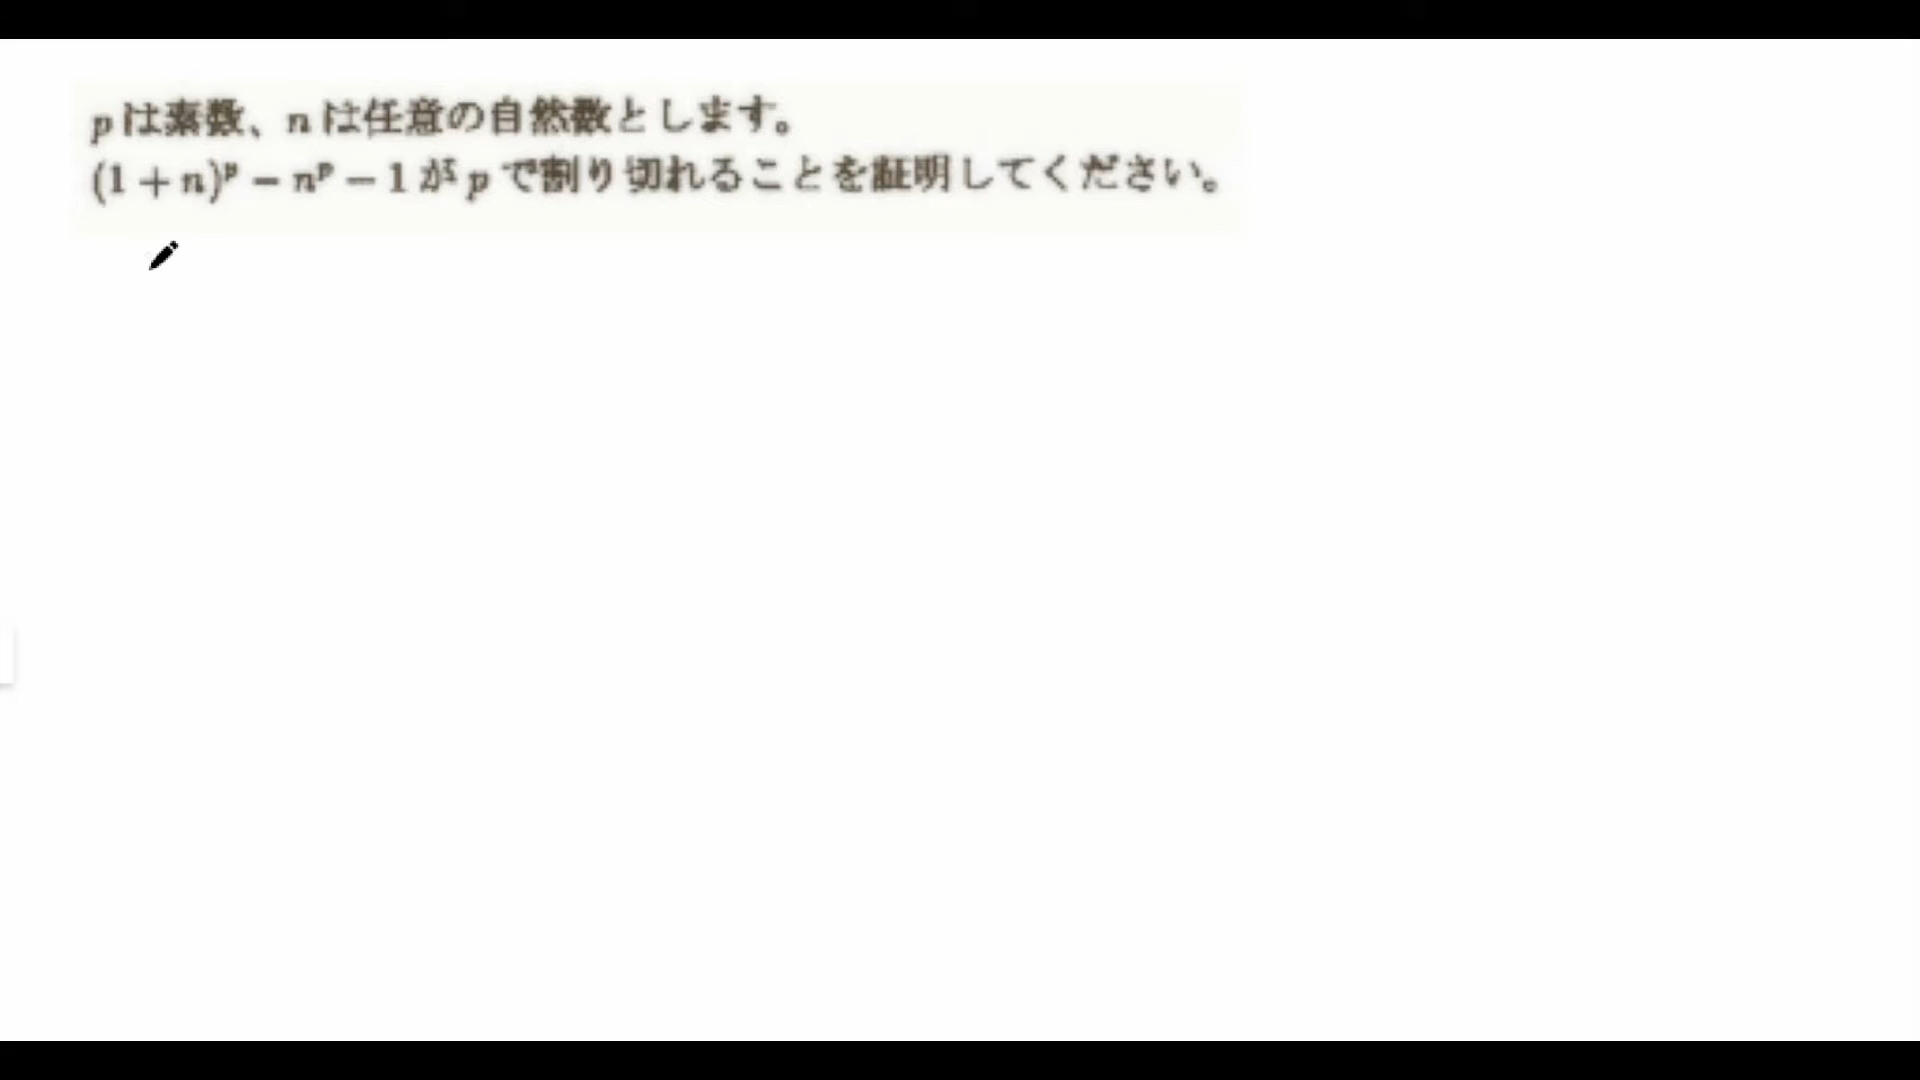 pは素数、nは任意の自然数とします。
(1+n)^p − n^p − 1がpで割り切れることを証明してください。